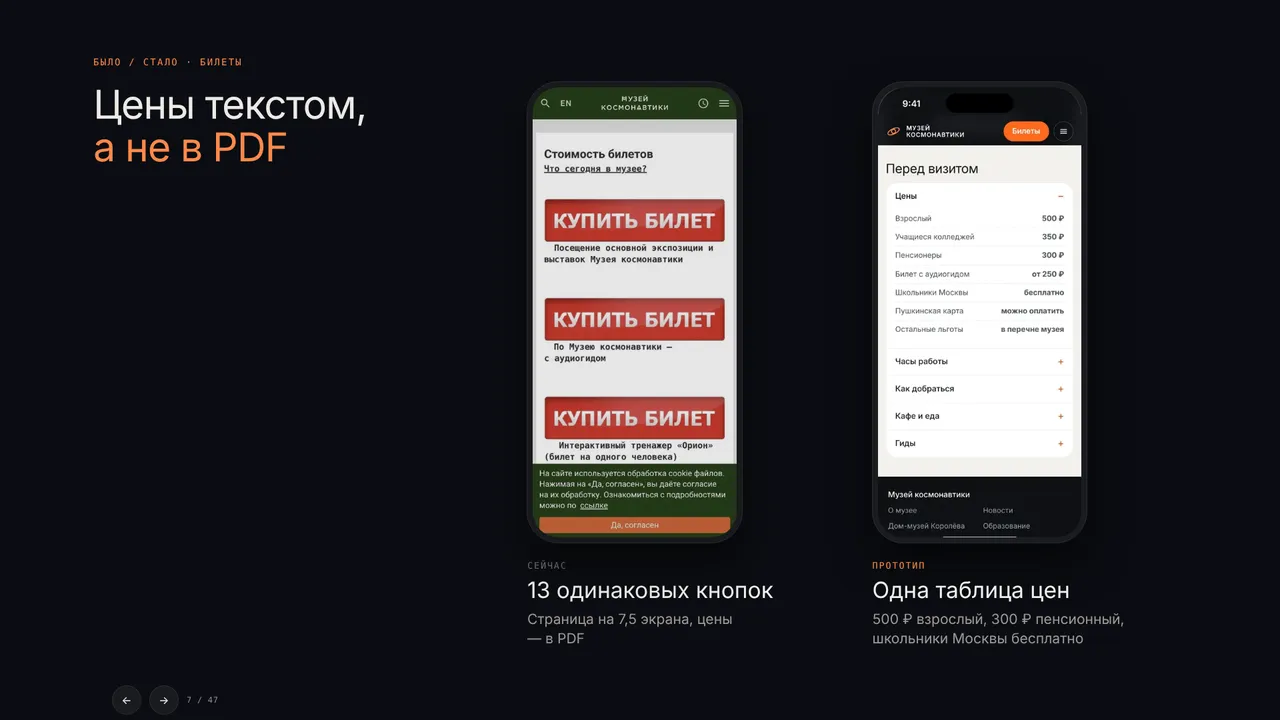 БЫЛО / СТАЛО · БИЛЕТЫ
Цены текстом,
а не в PDF
EN
МУЗЕЙ
КОСМОНАВТИКИ
Стоимость билетов
Что сегодня в музее?
КУПИТЬ БИЛЕТ
Посещение основной экспозиции и
выставок Музея космонавтики
КУПИТЬ БИЛЕТ
По Музею космонавтики –
с аудиогидом
КУПИТЬ БИЛЕТ
Интерактивный тренажер «Орион»
(билет на одного человека)
На сайте используется обработка cookie файлов.
Нажимая на «Да, согласен», вы даёте согласие
на их обработку. Ознакомиться с подробностями
можно по ссылке
Да, согласен
СЕЙЧАС
13 одинаковых кнопок
Страница на 7,5 экрана, цены
— в PDF
9:41
МУЗЕЙ
КОСМОНАВТИКИ
Билеты
Перед визитом
Цены −
Взрослый 500 ₽
Учащиеся колледжей 350 ₽
Пенсионеры 300 ₽
Билет с аудиогидом от 250 ₽
Школьники Москвы бесплатно
Пушкинская карта можно оплатить
Остальные льготы в перечне музея
Часы работы +
Как добраться +
Кафе и еда +
Гиды +
Музей космонавтики
О музее Новости
Дом-музей Королёва Образование
ПРОТОТИП
Одна таблица цен
500 ₽ взрослый, 300 ₽ пенсионный,
школьники Москвы бесплатно
← → 7 / 47